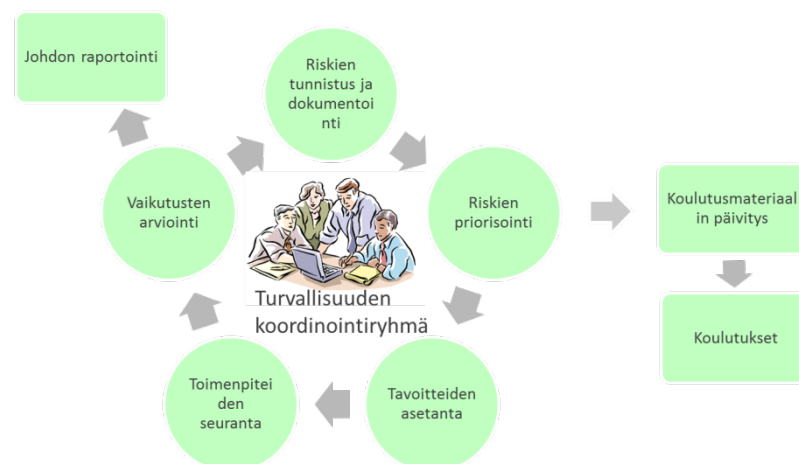 Johdon raportointi
Riskien
tunnistus ja
dokumentoi
nti
Vaikutusten
arviointi
Riskien
priorisointi
Koulutusmateriaal
in päivitys
Turvallisuuden
koordinointiryhmä
Koulutukset
Toimenpitei
den
seuranta
Tavoitteiden
asetanta